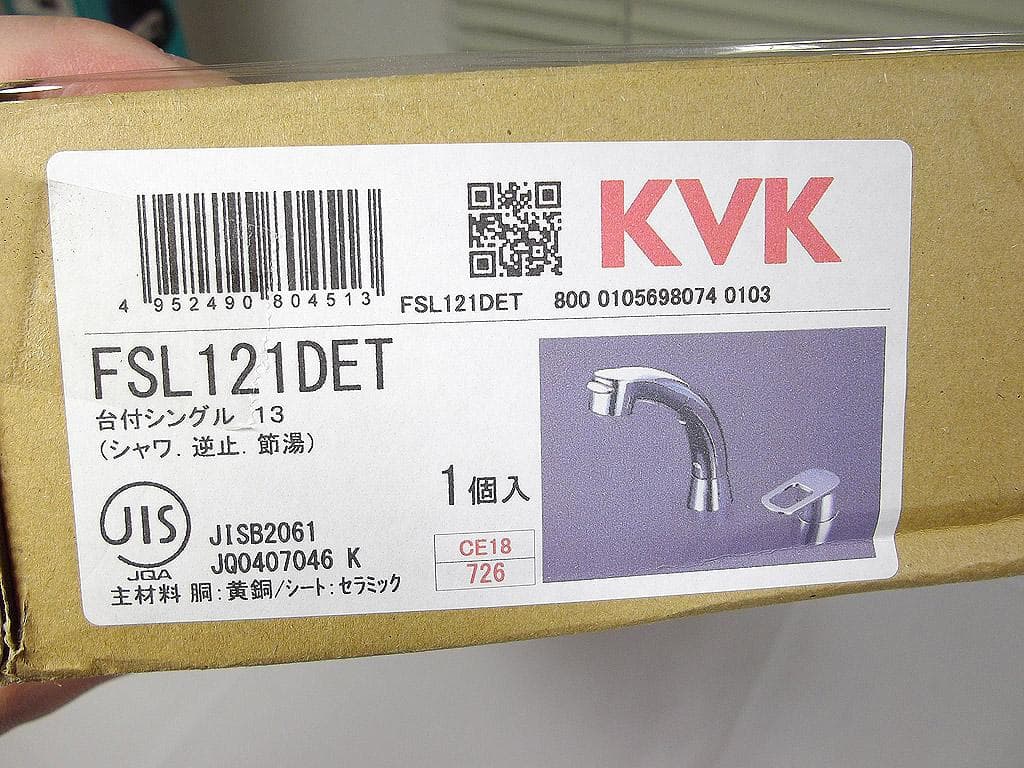 KVK
4 952490 804513
FSL121DET 800 0105698074 0103
FSL121DET
台付シングル 13
(シャワ. 逆止. 節湯)
1個入
JIS
JQA
JISB2061
JQ0407046 K
CE18
726
主材料 胴:黄銅/シート:セラミック